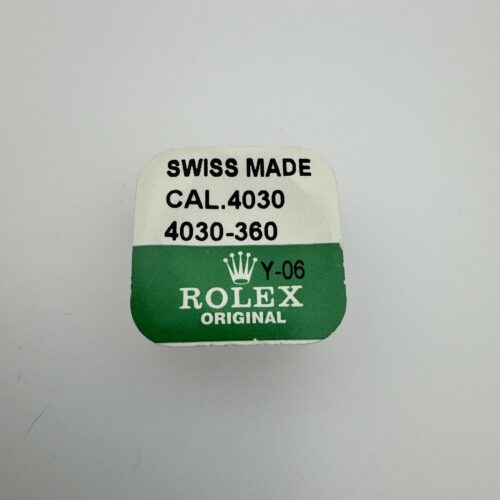 SWISS MADE
CAL.4030
4030-360
Y-06
ROLEX
ORIGINAL